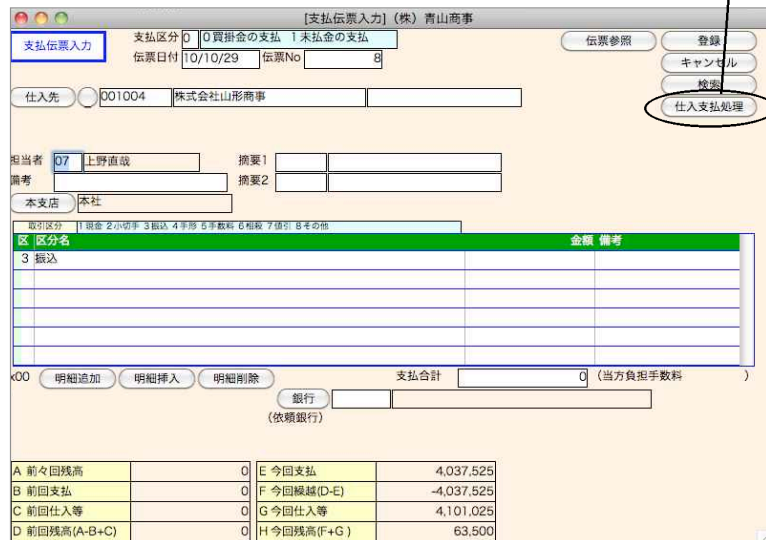 [支払伝票入力] (株) 青山商事
支払伝票入力
支払区分 0 0買掛金の支払 1未払金の支払
伝票参照
登録
伝票日付 10/10/29 伝票No 8
キャンセル
検索
仕入先 001004 株式会社山形商事
仕入支払処理
担当者 07 上野直哉 摘要1
備考 摘要2
本支店 本社
取引区分 1現金 2小切手 3振込 4手形 5手数料 6相殺 7値引 8その他
区 区分名 金額 備考
3 振込
x00 明細追加 明細挿入 明細削除 支払合計 0 (当方負担手数料 )
銀行
(依頼銀行)
A 前々回残高 0 E 今回支払 4,037,525
B 前回支払 0 F 今回繰越(D-E) -4,037,525
C 前回仕入等 0 G今回仕入等 4,101,025
D 前回残高(A-B+C) 0 H今回残高(F+G ) 63,500